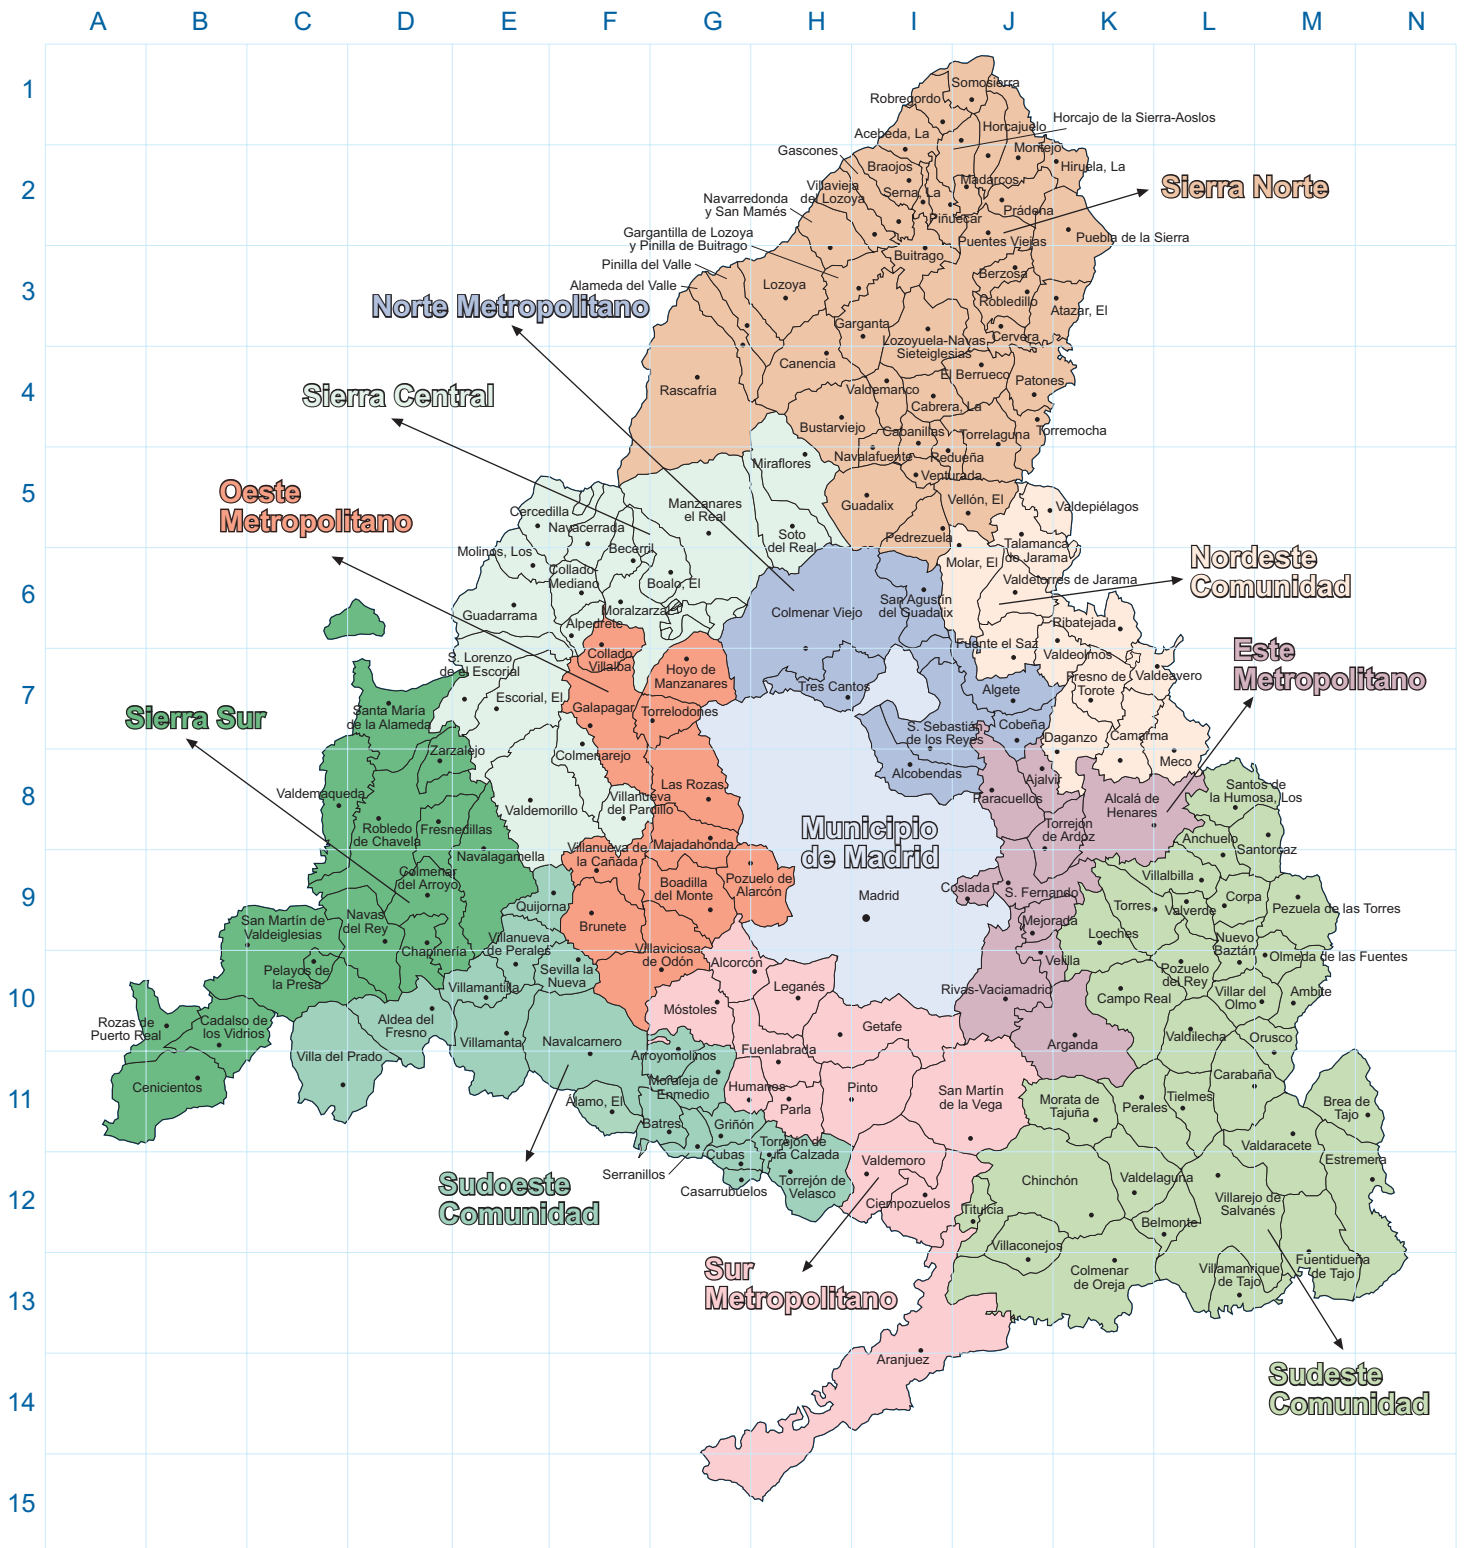 A B C D E F G H I J K L M N
1
Somosierra
Robregordo
Horcajo de la Sierra-Aoslos
Horcajuelo
Acebeda, La
Montejo
Gascones
Hiruela, La
Braojos
2
Madarcos
Sierra Norte
Villavieja
del Lozoya
Serna, La
Navarredonda
y San Mamés
Prádena
Piñuécar
Gargantilla de Lozoya
y Pinilla de Buitrago
Puentes Viejas
Puebla de la Sierra
Buitrago
Pinilla del Valle
Berzosa
Alameda del Valle
Lozoya
3
Robledillo
Atazar, El
Norte Metropolitano
Garganta
Cervera
Lozoyuela-Navas
Sieteiglesias
Canencia
El Berrueco
Patones
Rascafría
Valdemanco
4
Sierra Central
Cabrera, La
Bustarviejo
Cabanillas
Torrelaguna
Torremocha
Navalafuente
Redueña
Miraflores
Venturada
5
Oeste
Metropolitano
Manzanares
el Real
Guadalix
Vellón, El
Valdepiélagos
Cercedilla
Navacerrada
Soto
del Real
Pedrezuela
Talamanca
de Jarama
Molinos, Los
Becerril
Molar, El
Nordeste
Comunidad
Collado-
Mediano
Boalo, El
Valdetorres de Jarama
6
San Agustín
del Guadalix
Guadarrama
Moralzarzal
Colmenar Viejo
Alpedrete
Ribatejada
Fuente el Saz
Collado
Villalba
S. Lorenzo
de el Escorial
Valdeolmos
Este
Metropolitano
Hoyo de
Manzanares
Fresno de
Torote
Valdeavero
7
Tres Cantos
Algete
Escorial, El
Santa María
de la Alameda
Galapagar
Torrelodones
Sierra Sur
S. Sebastián
de los Reyes
Cobeña
Daganzo
Camarma
Zarzalejo
Colmenarejo
Meco
Alcobendas
Ajalvir
Las Rozas
8
Valdemaqueda
Villanueva
del Pardillo
Paracuellos
Alcalá de
Henares
Santos de
la Humosa, Los
Valdemorillo
Robledo
de Chavela
Fresnedillas
Municipio
de Madrid
Torrejón
de Ardoz
Anchuelo
Majadahonda
Villanueva de
la Cañada
Santorcaz
Navalagamella
Colmenar
del Arroyo
Villalbilla
9
Boadilla
del Monte
Pozuelo de
Alarcón
Coslada
S. Fernando
Madrid
Corpa
Quijorna
Torres
Valverde
Pezuela de las Torres
San Martín de
Valdeiglesias
Navas
del Rey
Brunete
Mejorada
Loeches
Villanueva
de Perales
Nuevo
Baztán
Chapinería
Villaviciosa
de Odón
Alcorcón
Velilla
Olmeda de las Fuentes
Pelayos de
la Presa
Sevilla la
Nueva
Pozuelo
del Rey
10
Villamantilla
Leganés
Rivas-Vaciamadrid
Campo Real
Villar del
Olmo
Ambite
Móstoles
Rozas de
Puerto Real
Cadalso de
los Vidrios
Aldea del
Fresno
Getafe
Valdilecha
Orusco
Villamanta
Navalcarnero
Arganda
Villa del Prado
Arroyomolinos
Fuenlabrada
Cenicientos
Moraleja de
Enmedio
Humanes
Pinto
Carabaña
11
San Martín
de la Vega
Morata de
Tajuña
Tielmes
Brea de
Tajo
Álamo, El
Parla
Perales
Batres
Griñón
Torrejón de
la Calzada
Valdaracete
Cubas
Valdemoro
Estremera
Serranillos
Sudoeste
Comunidad
Casarrubuelos
Torrejón de
Velasco
Chinchón
Valdelaguna
12
Ciempozuelos
Titulcia
Villarejo de
Salvanés
Belmonte
Villaconejos
Sur
Metropolitano
Colmenar
de Oreja
Villamanrique
de Tajo
Fuentidueña
de Tajo
13
Aranjuez
Sudeste
Comunidad
14
15